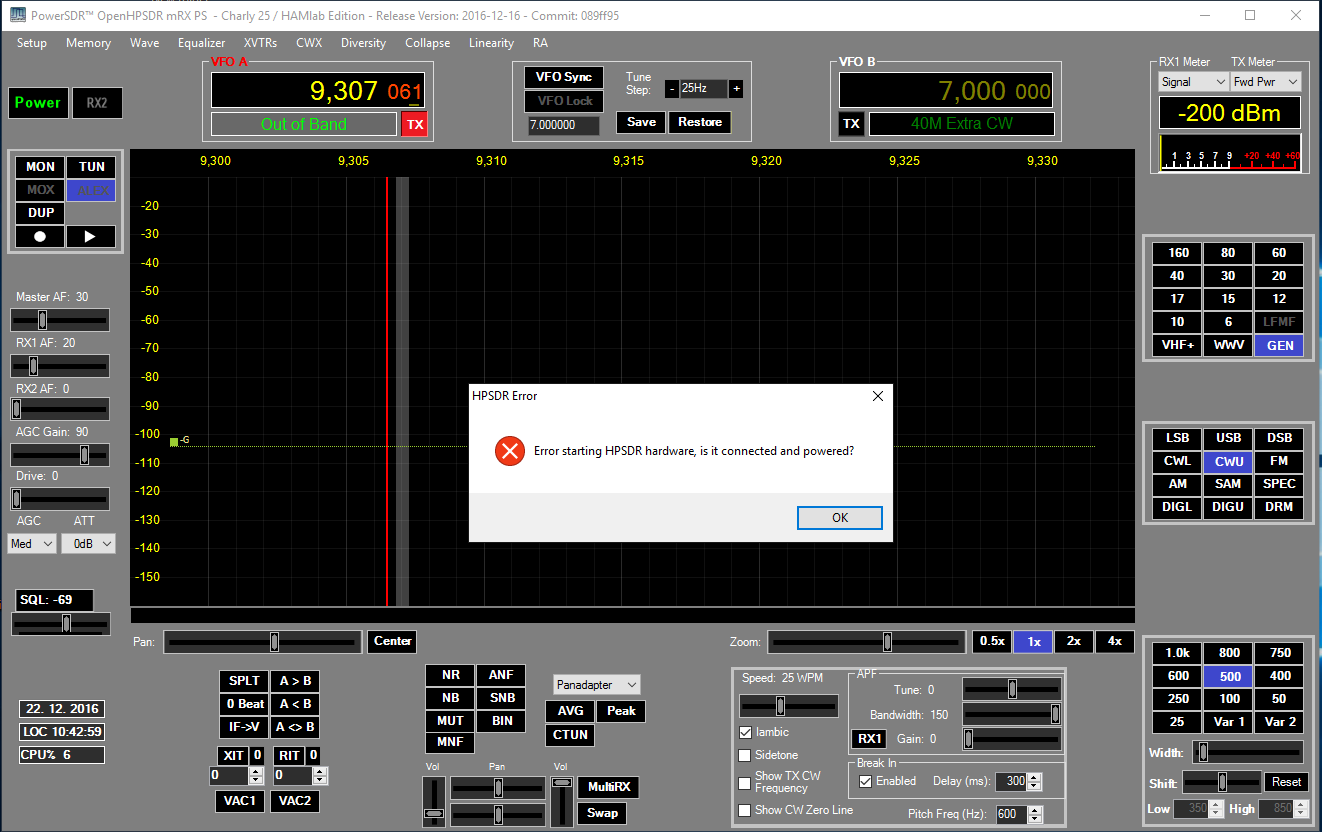 PowerSDR™ OpenHPSDR mRX PS - Charly 25 / HAMlab Edition - Release Version: 2016-12-16 - Commit: 089ff95
Setup Memory Wave Equalizer XVTRs CWX Diversity Collapse Linearity RA
VFO A
9,307 061
Out of Band TX
Power RX2
VFO Sync
VFO Lock
7.000000
Tune Step: - 25Hz +
Save Restore
VFO B
7,000 000
TX 40M Extra CW
RX1 Meter TX Meter
Signal Fwd Pwr
-200 dBm
1 3 5 7 9 +20 +40 +60
MON TUN
MOX
DUP
Master AF: 30
RX1 AF: 20
RX2 AF: 0
AGC Gain: 90
Drive: 0
AGC ATT
Med 0dB
SQL: -69
9,300 9,305 9,310 9,315 9,320 9,325 9,330
-20
-30
-40
-50
-60
-70
-80
-90
-100
-G
-110
-120
-130
-140
-150
HPSDR Error
Error starting HPSDR hardware, is it connected and powered?
OK
160 80 60
40 30 20
17 15 12
10 6 LFMF
VHF+ WWV GEN
LSB USB DSB
CWL CWU FM
AM SAM SPEC
DIGL DIGU DRM
Pan: Center
Zoom: 0.5x 1x 2x 4x
22. 12. 2016
LOC 10:42:59
CPU% 6
SPLT A > B
0 Beat A < B
IF->V A <> B
XIT 0 RIT 0
0 0
VAC1 VAC2
NR ANF
NB SNB
MUT BIN
MNF
Panadapter
AVG Peak
CTUN
Vol Pan Vol
MultiRX
Swap
Speed: 25 WPM
Iambic
Sidetone
Show TX CW
Frequency
Show CW Zero Line
APF
Tune: 0
Bandwidth: 150
RX1 Gain: 0
Break In
Enabled Delay (ms): 300
Pitch Freq (Hz): 600
1.0k 800 750
600 500 400
250 100 50
25 Var 1 Var 2
Width:
Shift: Reset
Low 350 High 850